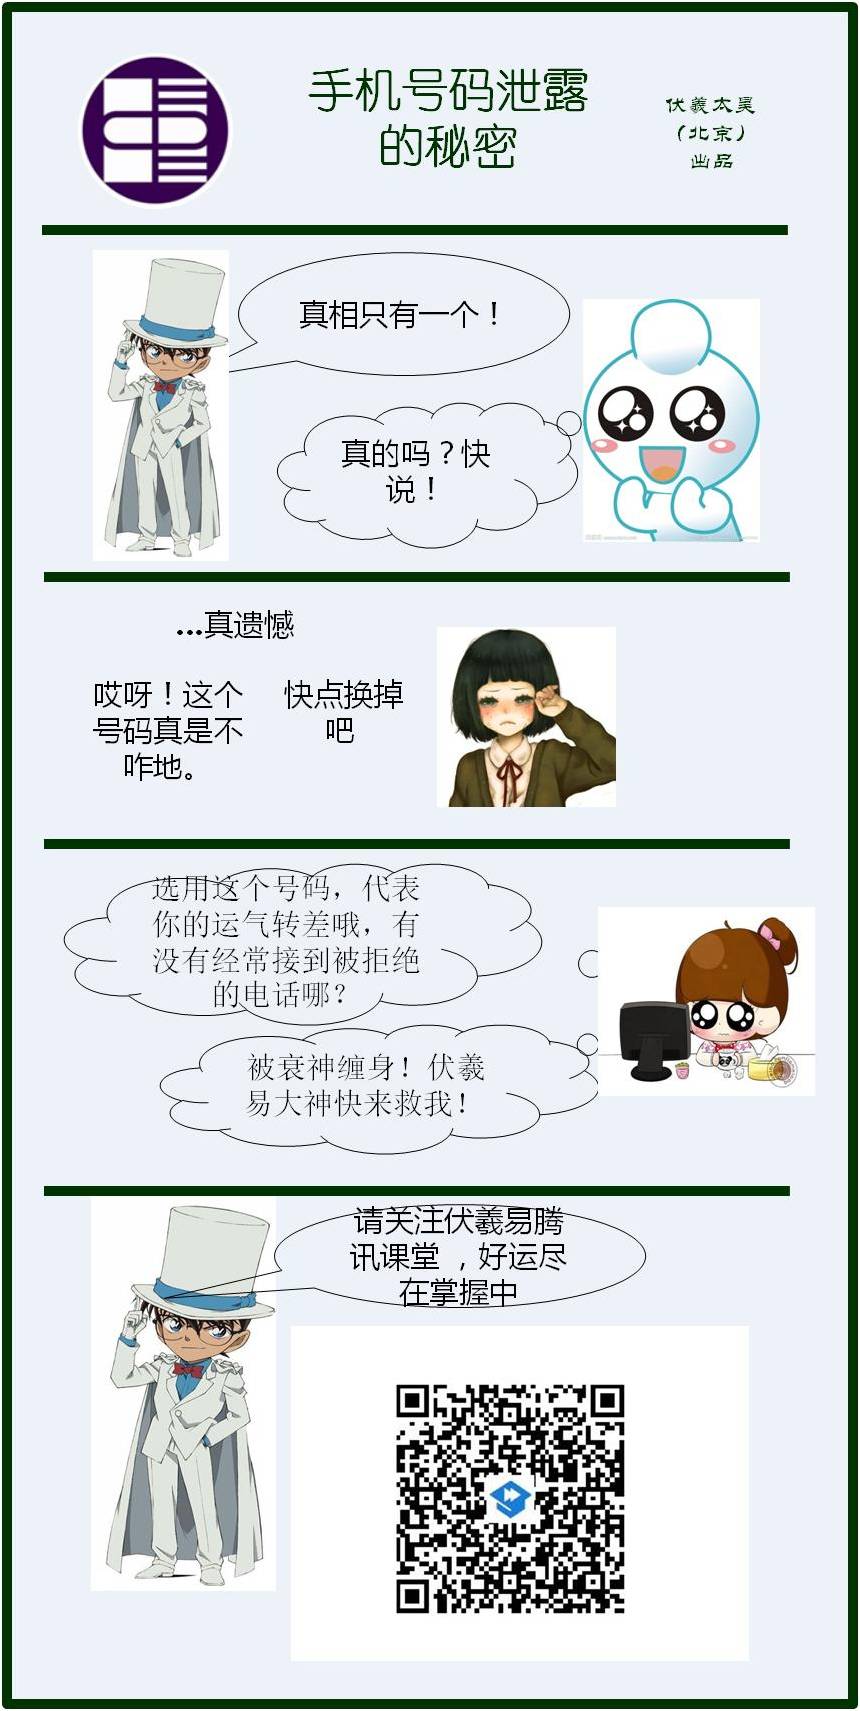 手机号码泄露
的秘密
伏羲太昊
（北京）
出品
真相只有一个！
真的吗？快
说！
...真遗憾
哎呀！这个
号码真是不
咋地。
快点换掉
吧
选用这个号码，代表
你的运气转差哦，有
没有经常接到被拒绝
的电话哪？
被衰神缠身！伏羲
易大神快来救我！
请关注伏羲易腾
讯课堂 ，好运尽
在掌握中